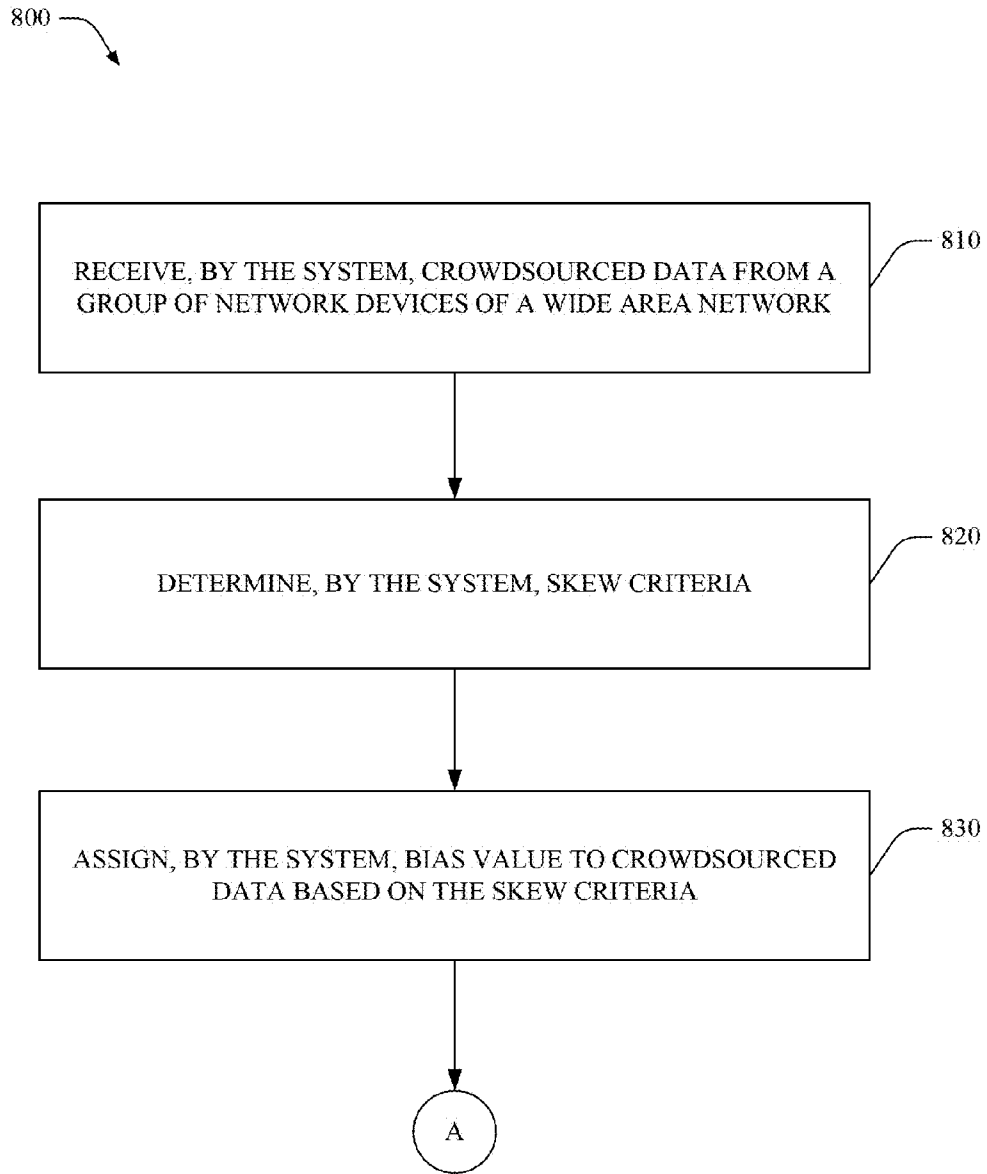 800
RECEIVE, BY THE SYSTEM, CROWDSOURCED DATA FROM A
GROUP OF NETWORK DEVICES OF A WIDE AREA NETWORK
810
DETERMINE, BY THE SYSTEM, SKEW CRITERIA
820
ASSIGN, BY THE SYSTEM, BIAS VALUE TO CROWDSOURCED
DATA BASED ON THE SKEW CRITERIA
830
A